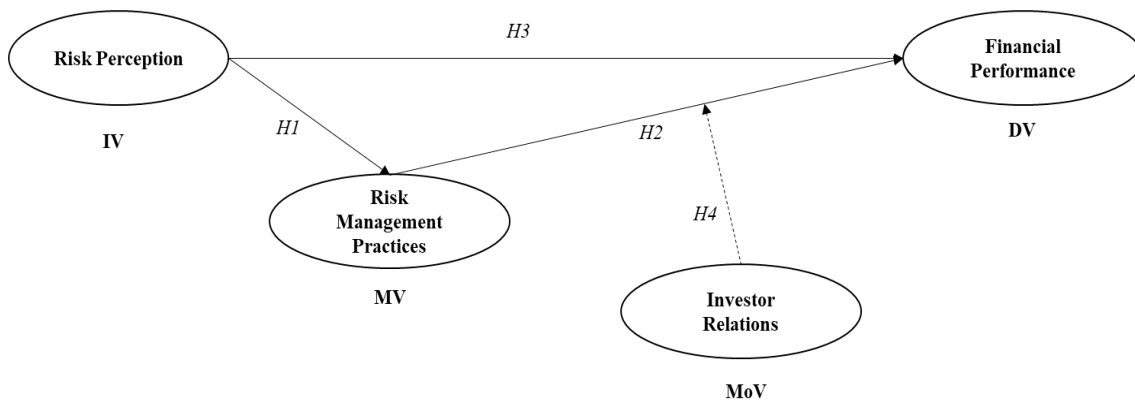 Risk Perception
IV
H3
Financial
Performance
DV
H1
H2
Risk
Management
Practices
MV
H4
Investor
Relations
MoV